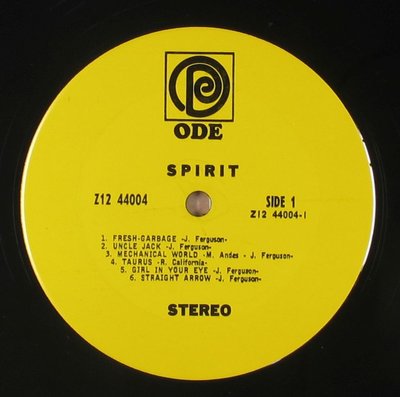 ODE
SPIRIT
Z12 44004
SIDE 1
Z12 44004-1
1. FRESH-GARBAGE -J. Ferguson-
2. UNCLE JACK -J. Ferguson-
3. MECHANICAL WORLD -M. Andes - J. Ferguson-
4. TAURUS -R. California-
5. GIRL IN YOUR EYE -J. Ferguson-
6. STRAIGHT ARROW -J. Ferguson-
STEREO